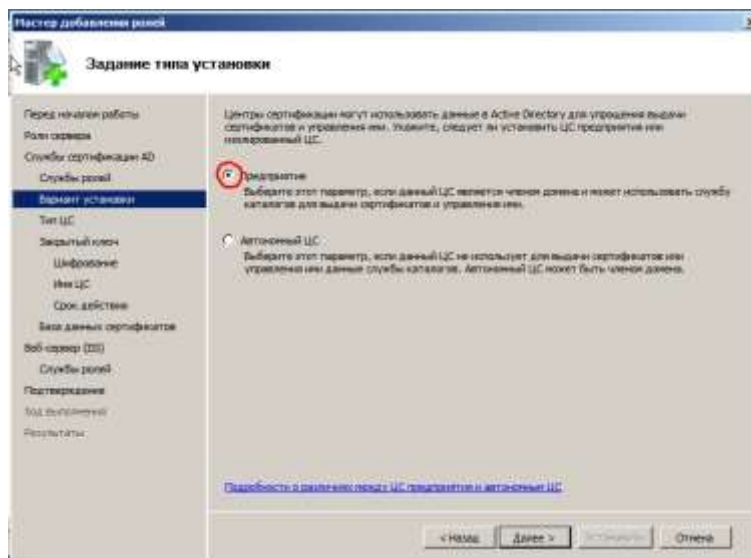 Мастер добавления ролей
Задание типа установки
Перед началом работы
Роли сервера
Службы сертификации AD
Службы ролей
Вариант установки
Тип ЦС
Закрытый ключ
Шифрование
Имя ЦС
Срок действия
База данных сертификатов
Веб-сервер (IIS)
Службы ролей
Подтверждение
Ход выполнения
Результаты
Центры сертификации могут использовать данные в Active Directory для упрощения выдачи
сертификатов и управления ими. Укажите, следует ли установить ЦС предприятия или
изолированный ЦС.
Предприятие
Выберите этот параметр, если данный ЦС является членом домена и может использовать службу
каталогов для выдачи сертификатов и управления ими.
Автономный ЦС
Выберите этот параметр, если данный ЦС не использует для выдачи сертификатов или
управления ими данные службы каталогов. Автономный ЦС может быть членом домена.
Подробности о различиях между ЦС предприятия и автономным ЦС
< Назад
Далее >
Установить
Отмена